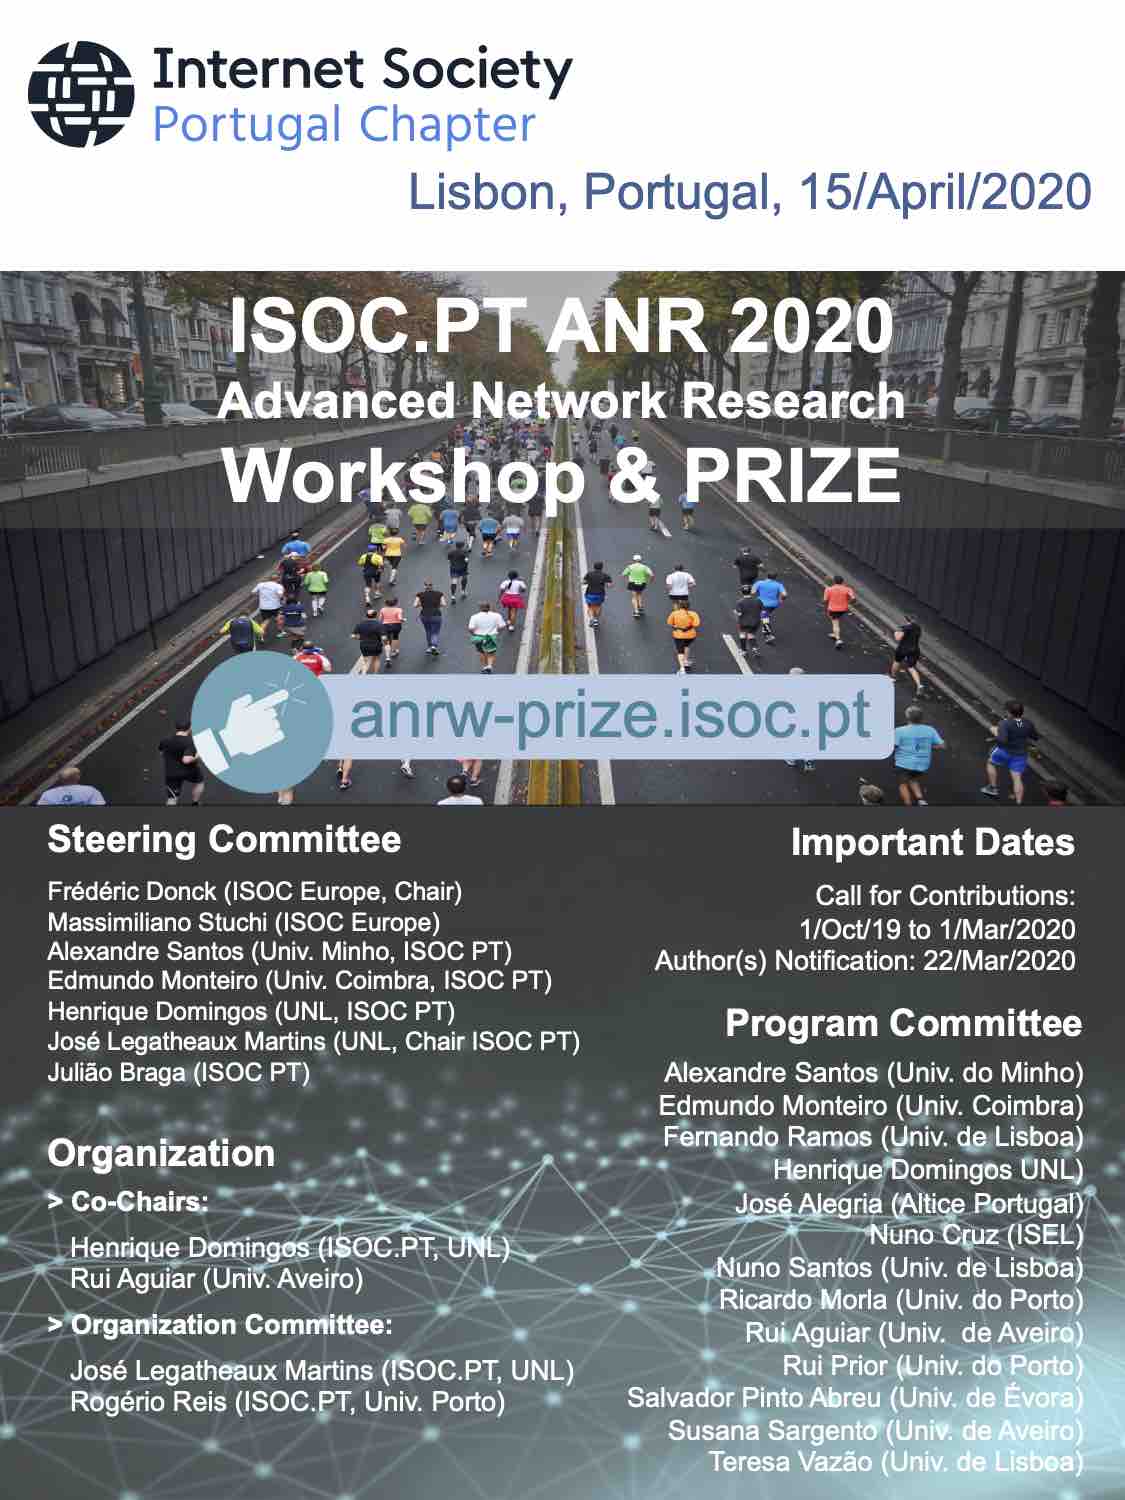 Internet Society
Portugal Chapter
Lisbon, Portugal, 15/April/2020
ISOC.PT ANR 2020
Advanced Network Research
Workshop & PRIZE
anrw-prize.isoc.pt
Steering Committee
Frédéric Donck (ISOC Europe, Chair)
Massimiliano Stuchi (ISOC Europe)
Alexandre Santos (Univ. Minho, ISOC PT)
Edmundo Monteiro (Univ. Coimbra, ISOC PT)
Henrique Domingos (UNL, ISOC PT)
José Legatheaux Martins (UNL, Chair ISOC PT)
Julião Braga (ISOC PT)
Organization
> Co-Chairs:
Henrique Domingos (ISOC.PT, UNL)
Rui Aguiar (Univ. Aveiro)
> Organization Committee:
José Legatheaux Martins (ISOC.PT, UNL)
Rogério Reis (ISOC.PT, Univ. Porto)
Important Dates
Call for Contributions:
1/Oct/19 to 1/Mar/2020
Author(s) Notification: 22/Mar/2020
Program Committee
Alexandre Santos (Univ. do Minho)
Edmundo Monteiro (Univ. Coimbra)
Fernando Ramos (Univ. de Lisboa)
Henrique Domingos UNL)
José Alegria (Altice Portugal)
Nuno Cruz (ISEL)
Nuno Santos (Univ. de Lisboa)
Ricardo Morla (Univ. do Porto)
Rui Aguiar (Univ. de Aveiro)
Rui Prior (Univ. do Porto)
Salvador Pinto Abreu (Univ. de Évora)
Susana Sargento (Univ. de Aveiro)
Teresa Vazão (Univ. de Lisboa)